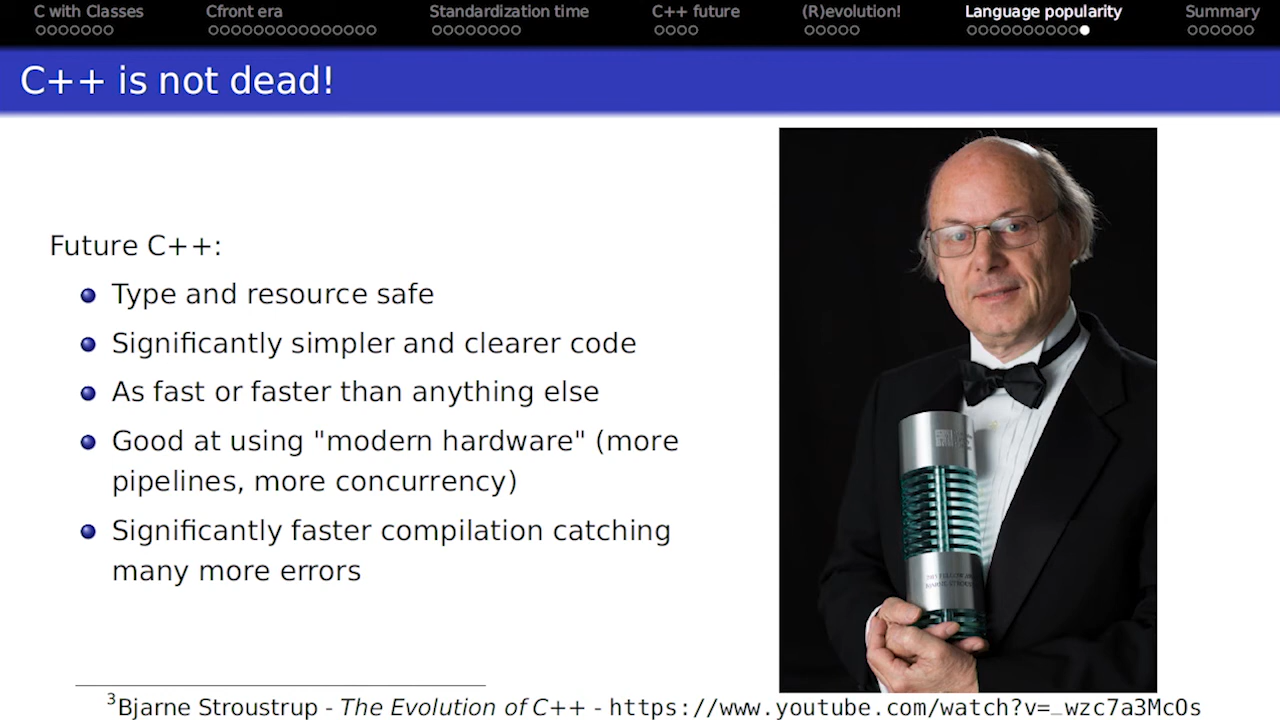 C with Classes Cfront era Standardization time C++ future (R)evolution! Language popularity Summary
C++ is not dead!
Future C++:
Type and resource safe
Significantly simpler and clearer code
As fast or faster than anything else
Good at using "modern hardware" (more
pipelines, more concurrency)
Significantly faster compilation catching
many more errors
3Bjarne Stroustrup - The Evolution of C++ - https://www.youtube.com/watch?v=_wzc7a3McOs